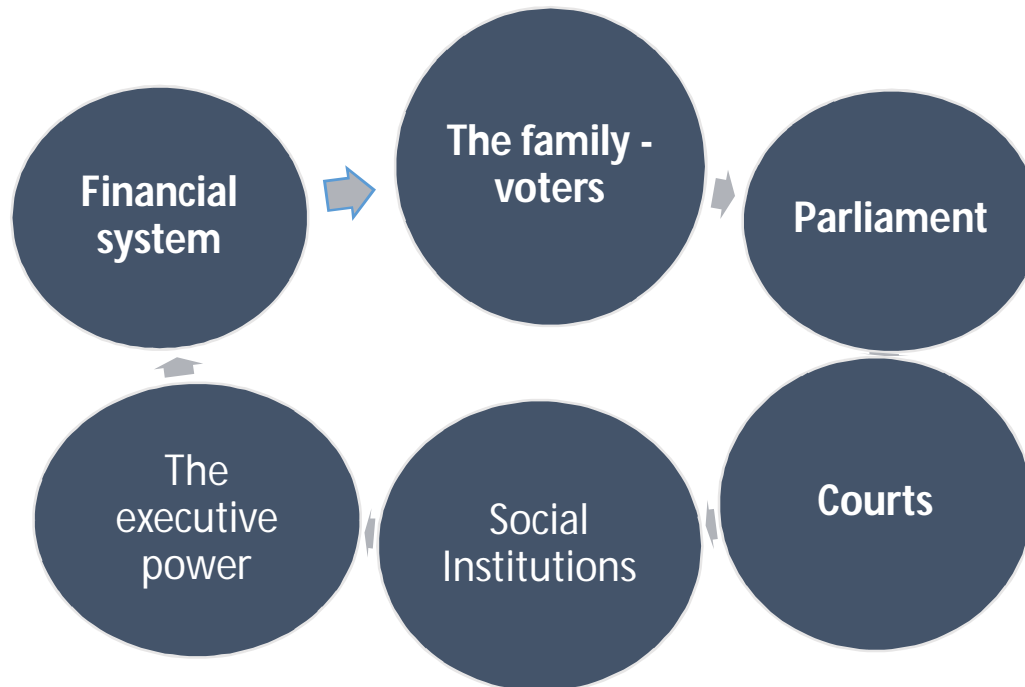 Financial
system
The family -
voters
Parliament
Courts
Social
Institutions
The
executive
power